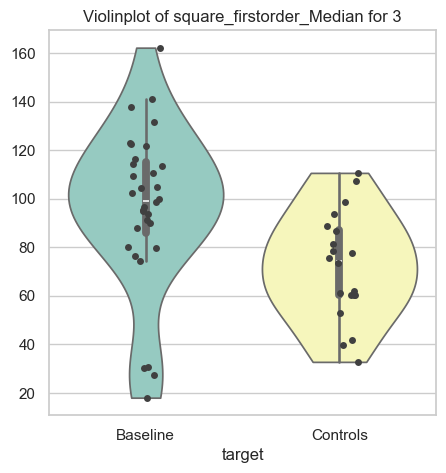 Violinplot of square_firstorder_Median for 3
160
140
120
100
80
60
40
20
Baseline
Controls
target